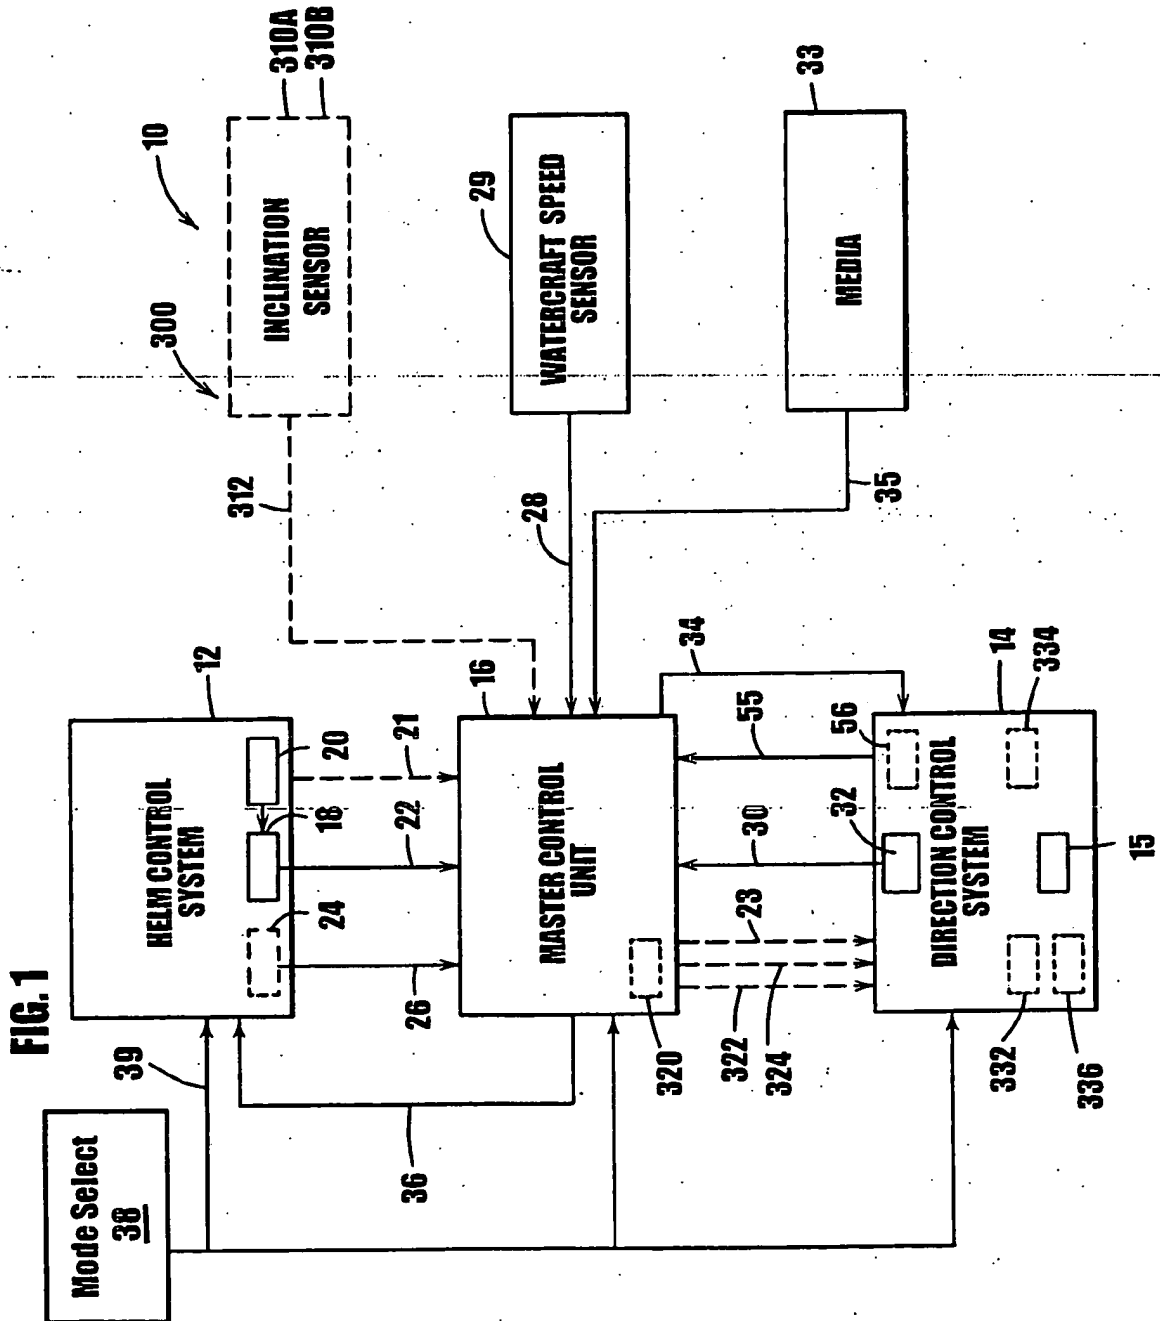 FIG. 1
Mode Select
38
39
36
HELM CONTROL
SYSTEM
12
24
18
20
26
22
21
MASTER CONTROL
UNIT
16
320
322
324
23
30
55
34
DIRECTION CONTROL
SYSTEM
14
32
56
334
332
336
15
10
300
INCLINATION
SENSOR
310A
310B
312
WATERCRAFT SPEED
SENSOR
29
28
MEDIA
33
35